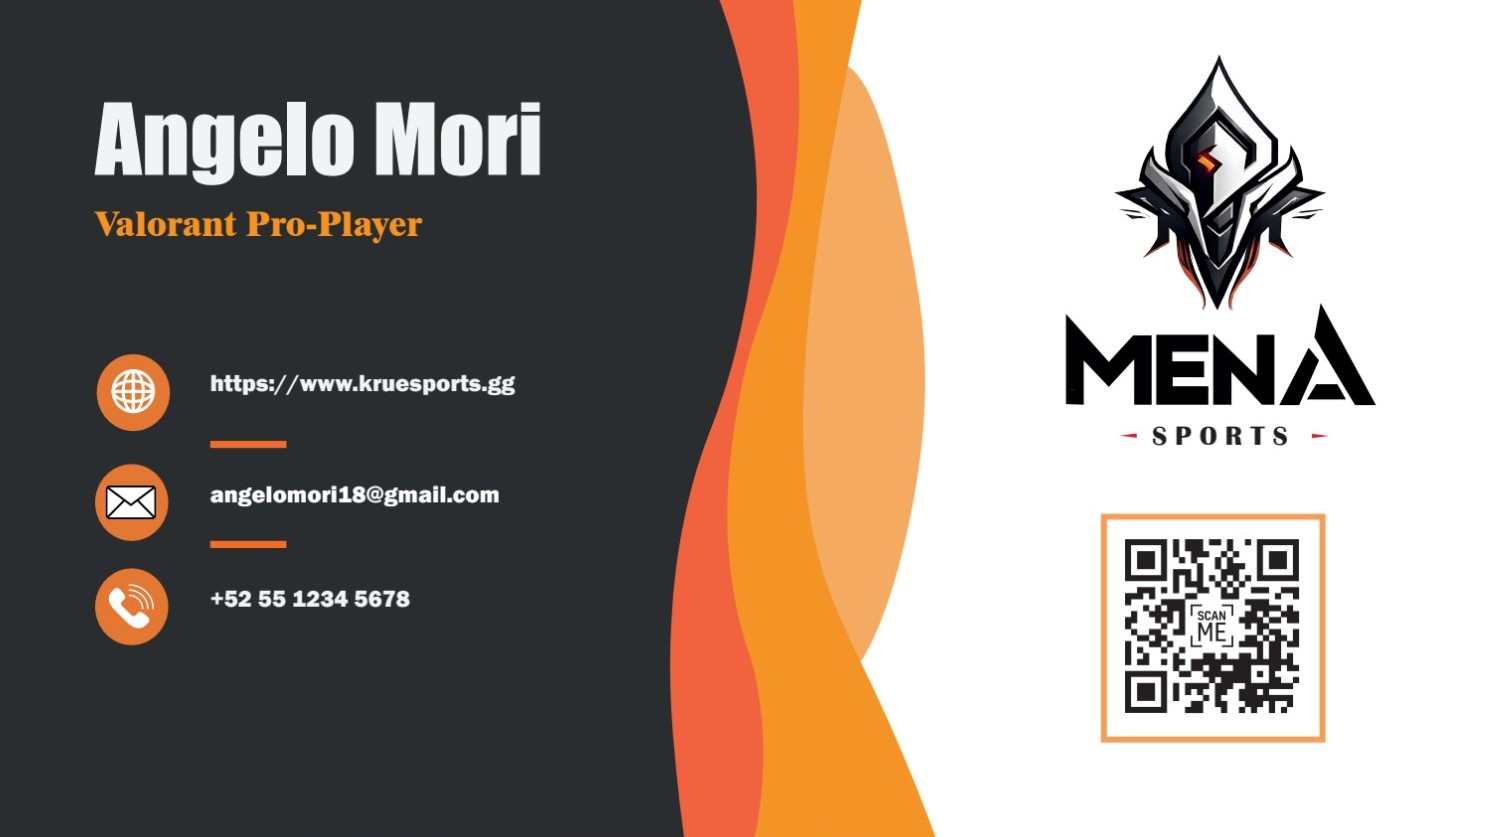 Angelo Mori
Valorant Pro-Player
https://www.kruesports.gg
angelomori18@gmail.com
+52 55 1234 5678
MENA
SPORTS
SCAN
ME